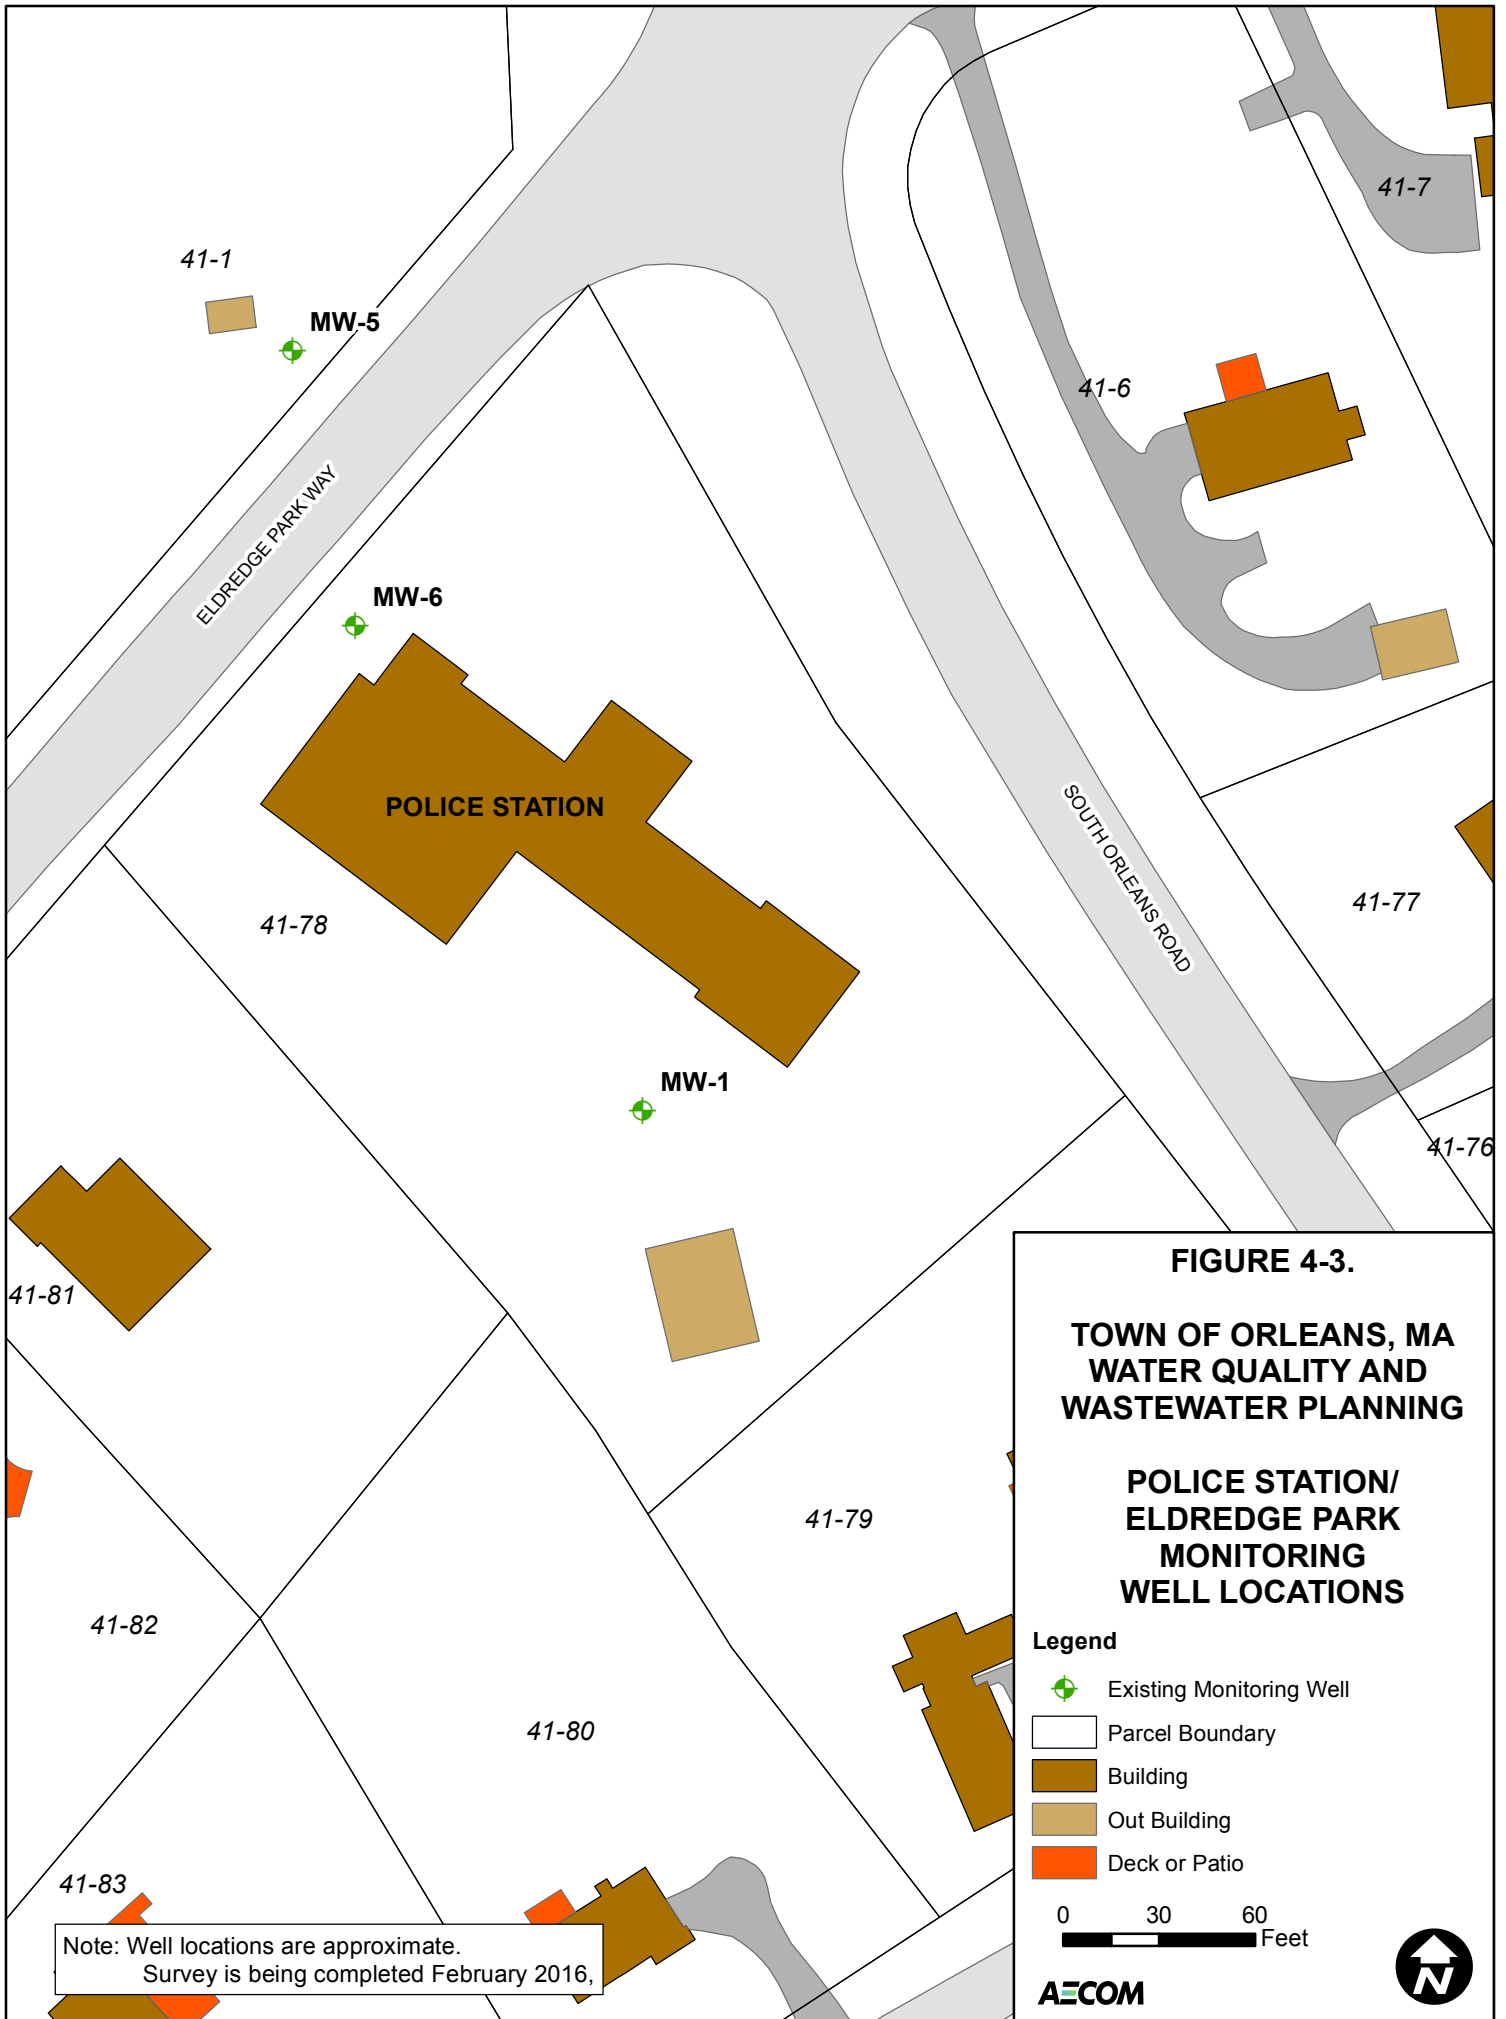 41-7
41-1
MW-5
41-6
ELDREDGE PARK WAY
MW-6
POLICE STATION
SOUTH ORLEANS ROAD
41-77
41-78
MW-1
41-76
41-81
41-79
41-82
41-80
41-83
Note: Well locations are approximate.
Survey is being completed February 2016,
FIGURE 4-3.
TOWN OF ORLEANS, MA
WATER QUALITY AND
WASTEWATER PLANNING
POLICE STATION/
ELDREDGE PARK
MONITORING
WELL LOCATIONS
Legend
Existing Monitoring Well
Parcel Boundary
Building
Out Building
Deck or Patio
0 30 60
Feet
AECOM
N